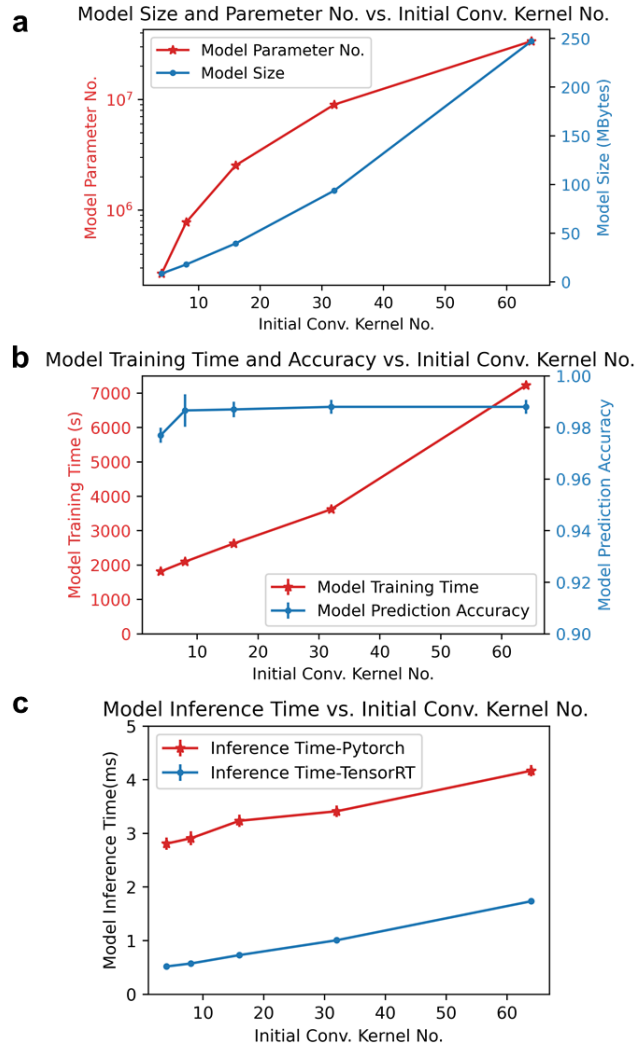 a
Model Size and Paremeter No. vs. Initial Conv. Kernel No.
Model Parameter No.
Model Size
10^7
10^6
Model Parameter No.
250
200
150
100
50
0
Model Size (MBytes)
10 20 30 40 50 60
Initial Conv. Kernel No.
b
Model Training Time and Accuracy vs. Initial Conv. Kernel No.
7000
6000
5000
4000
3000
2000
1000
0
Model Training Time (s)
1.00
0.98
0.96
0.94
0.92
0.90
Model Prediction Accuracy
Model Training Time
Model Prediction Accuracy
10 20 30 40 50 60
Initial Conv. Kernel No.
c
Model Inference Time vs. Initial Conv. Kernel No.
Inference Time-Pytorch
Inference Time-TensorRT
5
4
3
2
1
0
Model Inference Time(ms)
10 20 30 40 50 60
Initial Conv. Kernel No.